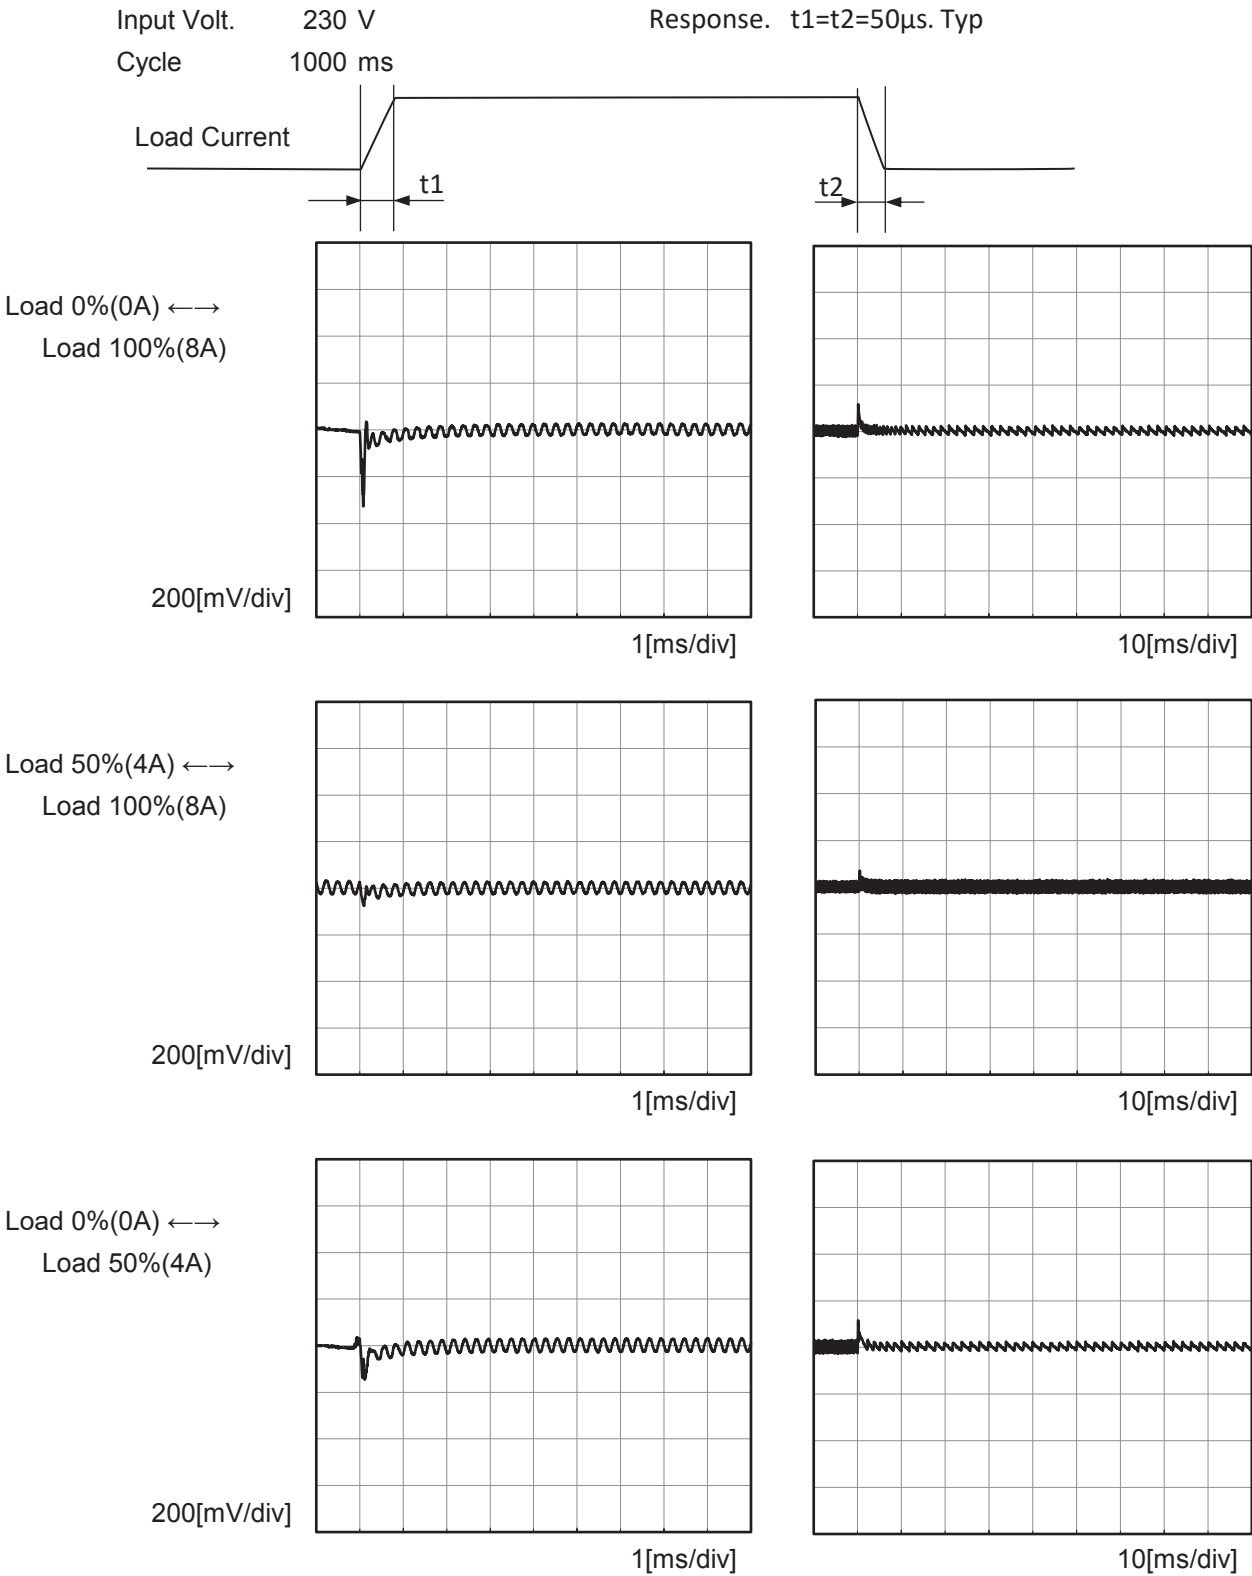 Input Volt. 230 V Response. t1=t2=50µs. Typ
Cycle 1000 ms
Load Current
t1 t2
Load 0%(0A) ←→
Load 100%(8A)
200[mV/div]
1[ms/div] 10[ms/div]
Load 50%(4A) ←→
Load 100%(8A)
200[mV/div]
1[ms/div] 10[ms/div]
Load 0%(0A) ←→
Load 50%(4A)
200[mV/div]
1[ms/div] 10[ms/div]